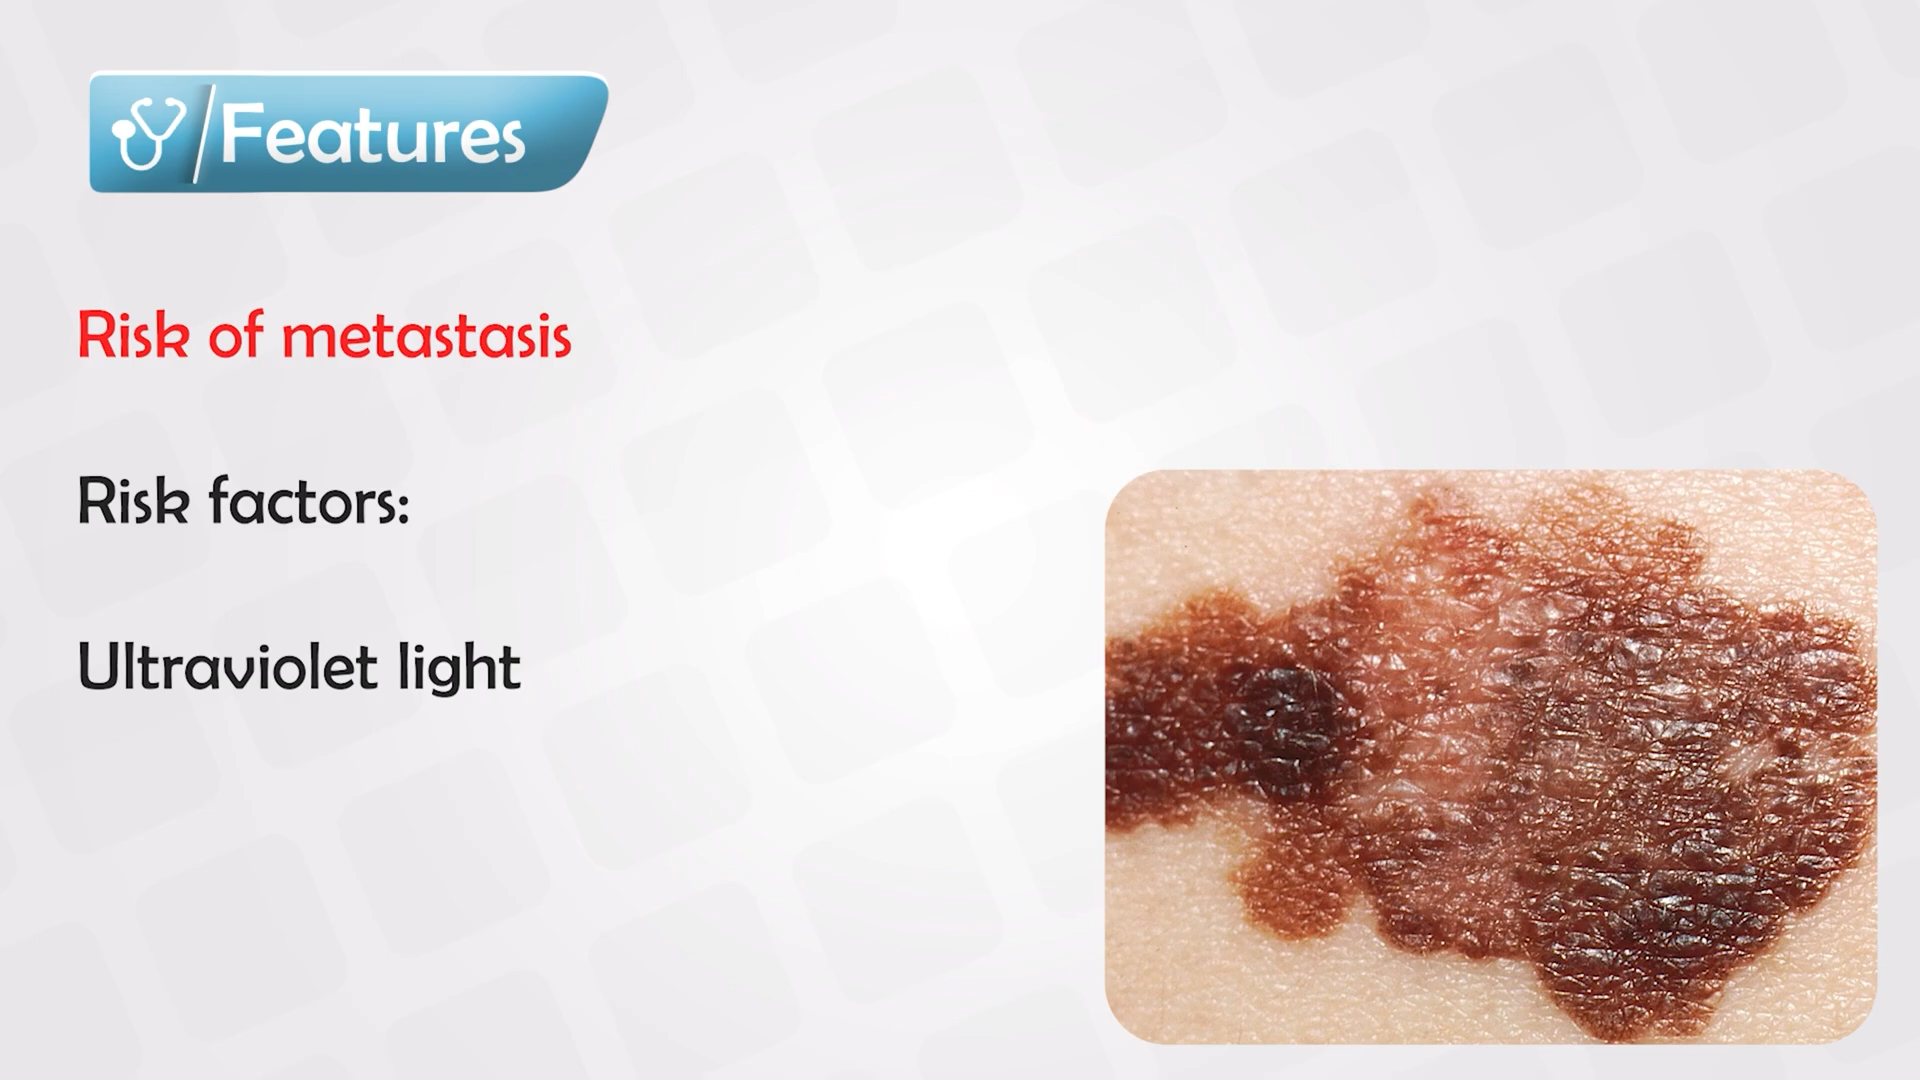 Features
Risk of metastasis
Risk factors:
Ultraviolet light